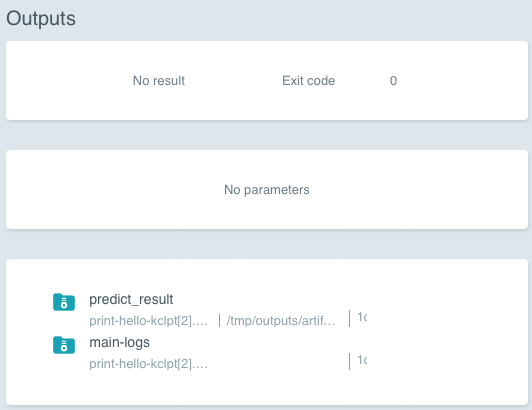 Outputs
No result Exit code 0
No parameters
predict_result
print-hello-kclpt[2].... /tmp/outputs/artif...
main-logs
print-hello-kclpt[2]....